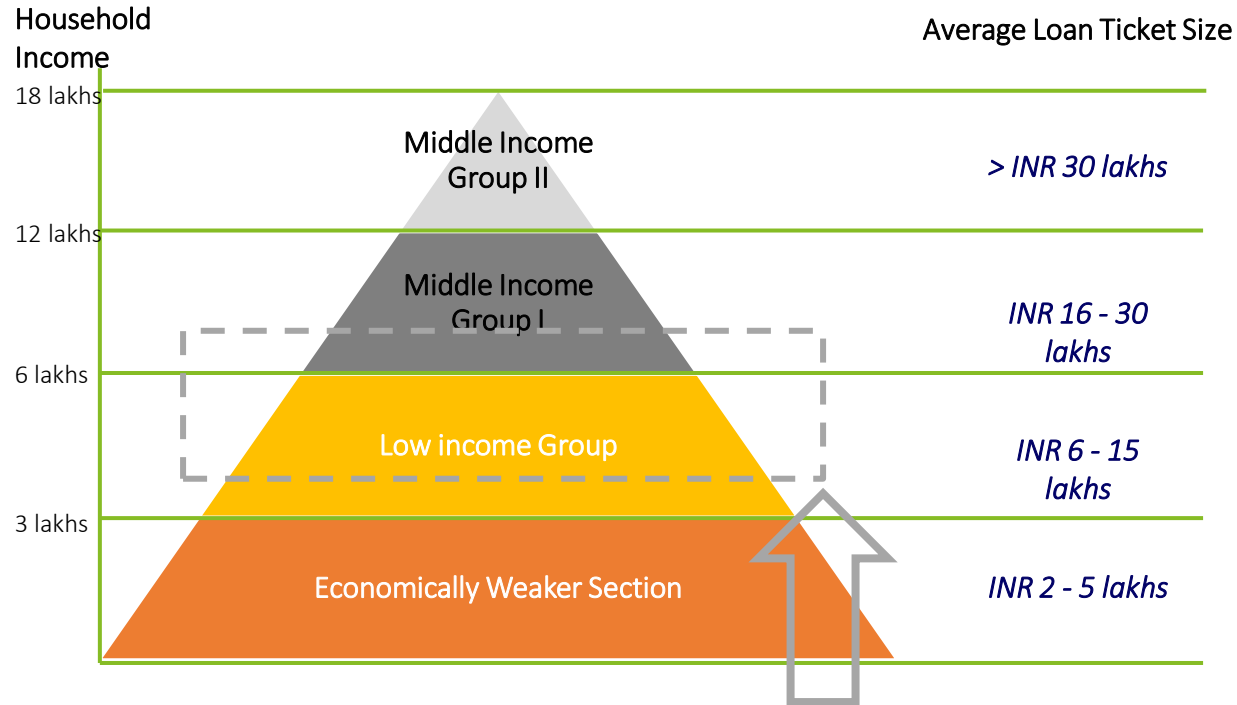 Household
Income
Average Loan Ticket Size
18 lakhs
Middle Income
Group II
> INR 30 lakhs
12 lakhs
Middle Income
Group I
INR 16 - 30
lakhs
6 lakhs
Low income Group
INR 6 - 15
lakhs
3 lakhs
Economically Weaker Section
INR 2 - 5 lakhs